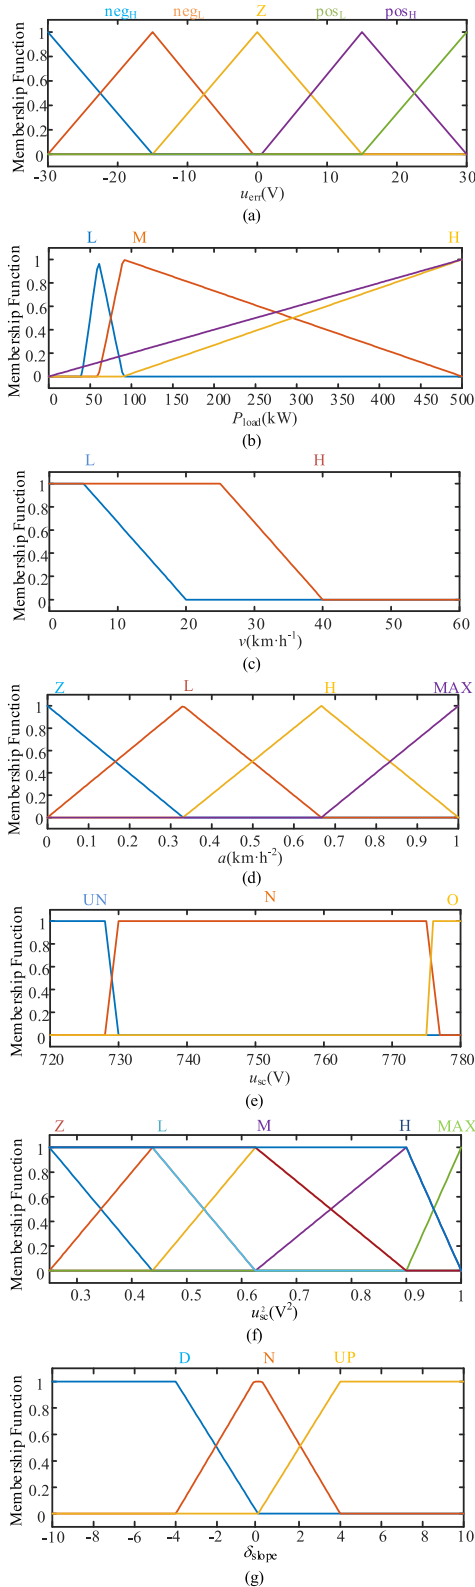 neg_H neg_L Z pos_L pos_H
Membership Function
1
0.8
0.6
0.4
0.2
0
-30 -20 -10 0 10 20 30
u_err(V)
(a)
L M H
Membership Function
1
0.8
0.6
0.4
0.2
0
0 50 100 150 200 250 300 350 400 450 500
P_load(kW)
(b)
L H
Membership Function
1
0.8
0.6
0.4
0.2
0
0 10 20 30 40 50 60
v(km·h⁻¹)
(c)
Z L H MAX
Membership Function
1
0.8
0.6
0.4
0.2
0
0 0.1 0.2 0.3 0.4 0.5 0.6 0.7 0.8 0.9 1
a(km·h⁻²)
(d)
UN N O
Membership Function
1
0.8
0.6
0.4
0.2
0
720 730 740 750 760 770 780
u_sc(V)
(e)
Z L M H MAX
Membership Function
1
0.8
0.6
0.4
0.2
0
0.3 0.4 0.5 0.6 0.7 0.8 0.9 1
u²_sc(V²)
(f)
D N UP
Membership Function
1
0.8
0.6
0.4
0.2
0
-10 -8 -6 -4 -2 0 2 4 6 8 10
δ_slope
(g)